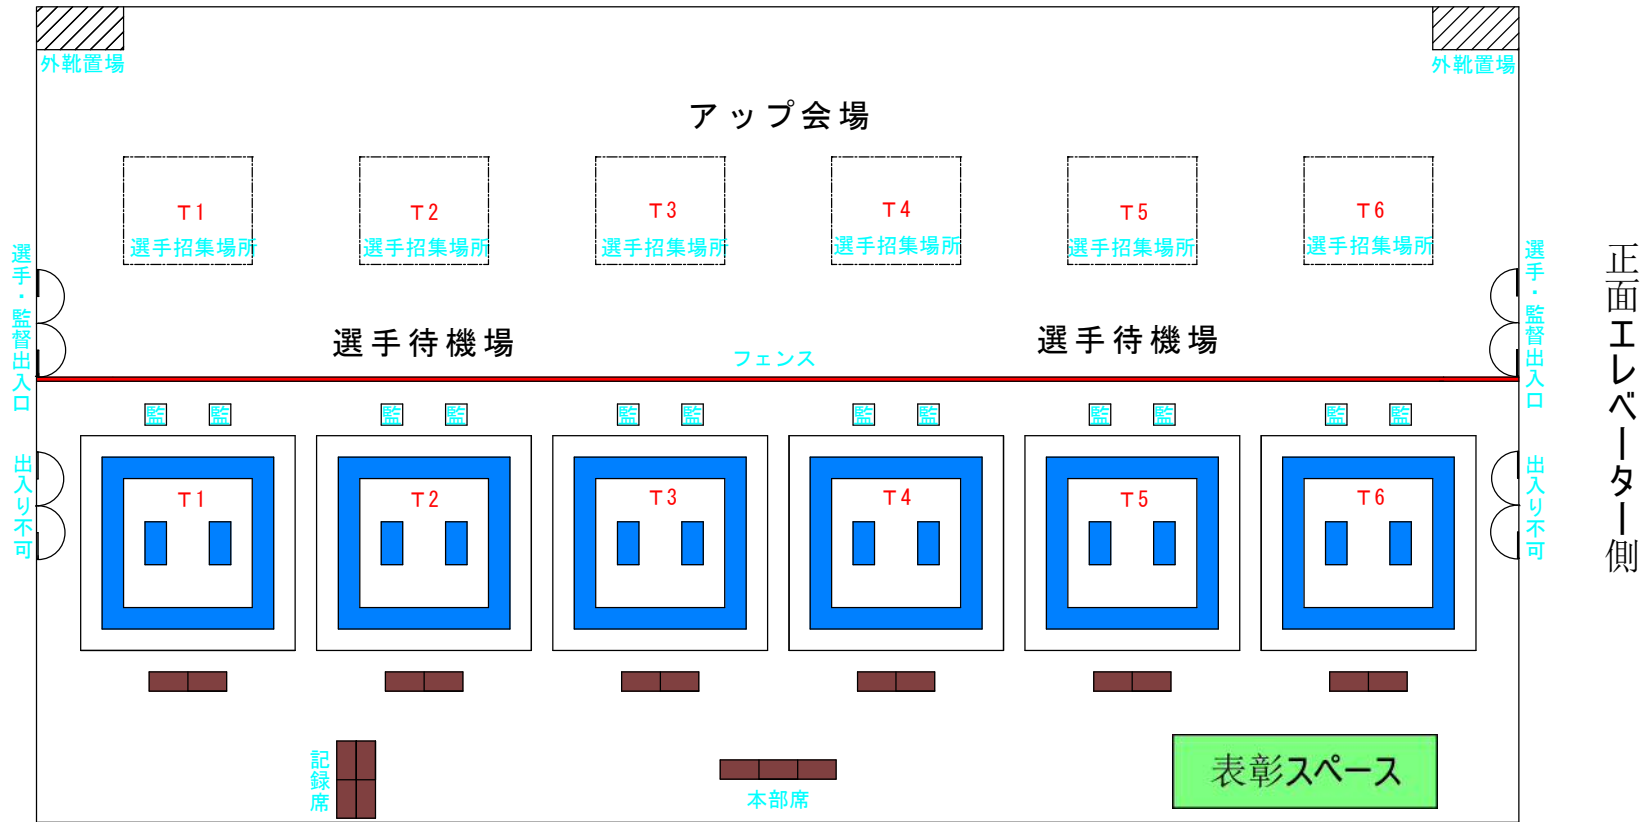 外靴置場
外靴置場
アップ会場
T1
選手招集場所
T2
選手招集場所
T3
選手招集場所
T4
選手招集場所
T5
選手招集場所
T6
選手招集場所
選手・監督出入口
選手・監督出入口
正面エレベーター側
選手待機場
選手待機場
フェンス
監 監
監 監
監 監
監 監
監 監
監 監
出入り不可
出入り不可
T1
T2
T3
T4
T5
T6
記録席
本部席
表彰スペース